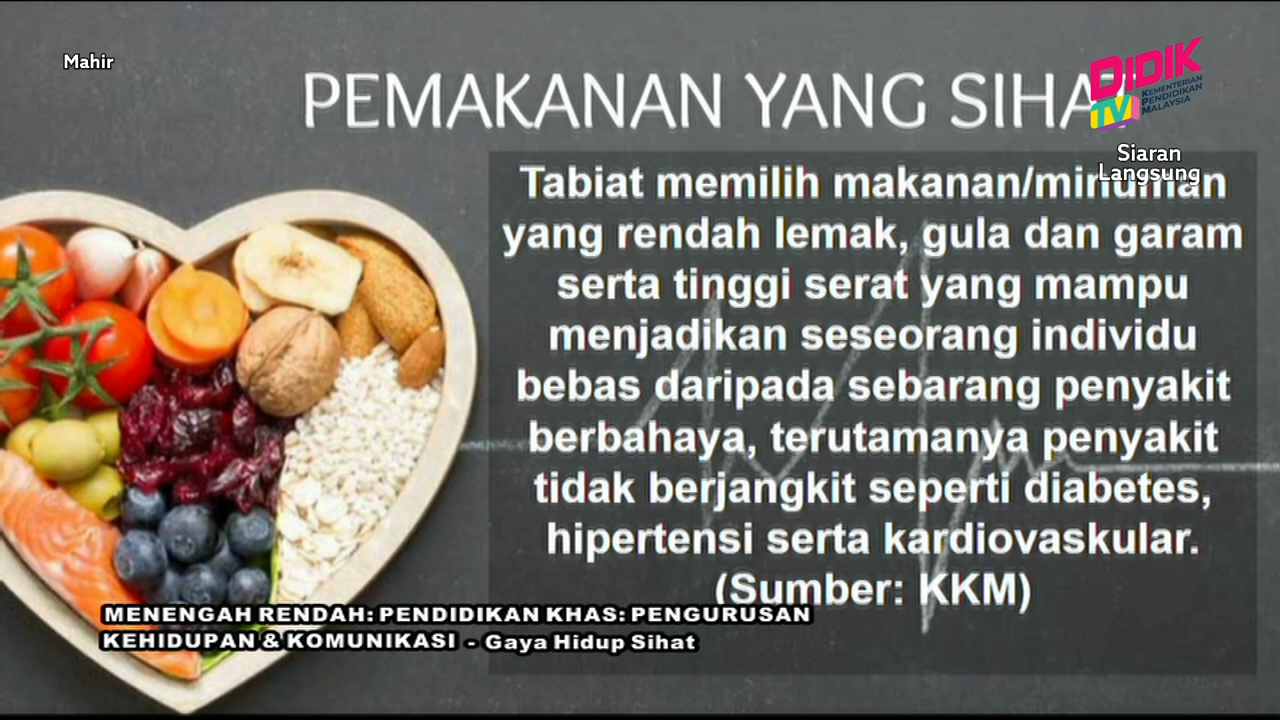 Mahir
PEMAKANAN YANG SIHAT
DIDIK
TV
KEMENTERIAN
PENDIDIKAN
MALAYSIA
Siaran
Langsung
Tabiat memilih makanan/minuman
yang rendah lemak, gula dan garam
serta tinggi serat yang mampu
menjadikan seseorang individu
bebas daripada sebarang penyakit
berbahaya, terutamanya penyakit
tidak berjangkit seperti diabetes,
hipertensi serta kardiovaskular.
(Sumber: KKM)
MENENGAH RENDAH: PENDIDIKAN KHAS: PENGURUSAN
KEHIDUPAN & KOMUNIKASI - Gaya Hidup Sihat